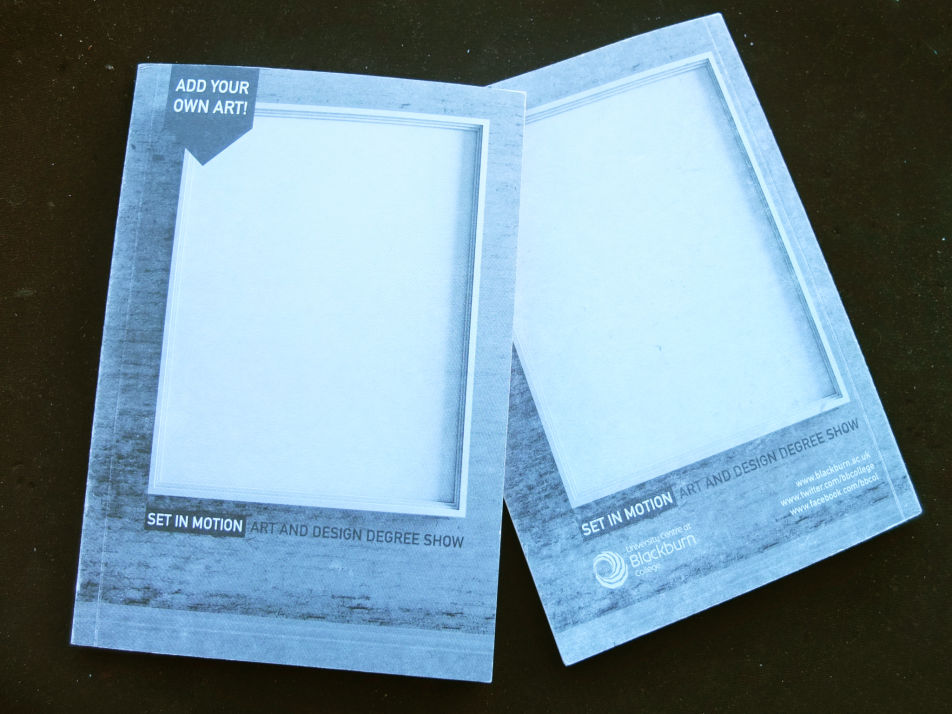 ADD YOUR
OWN ART!
SET IN MOTION ART AND DESIGN DEGREE SHOW
SET IN MOTION ART AND DESIGN DEGREE SHOW
www.blackburn.ac.uk
www.twitter.com/bbcollege
www.facebook.com/bbcol
University Centre at
Blackburn
College